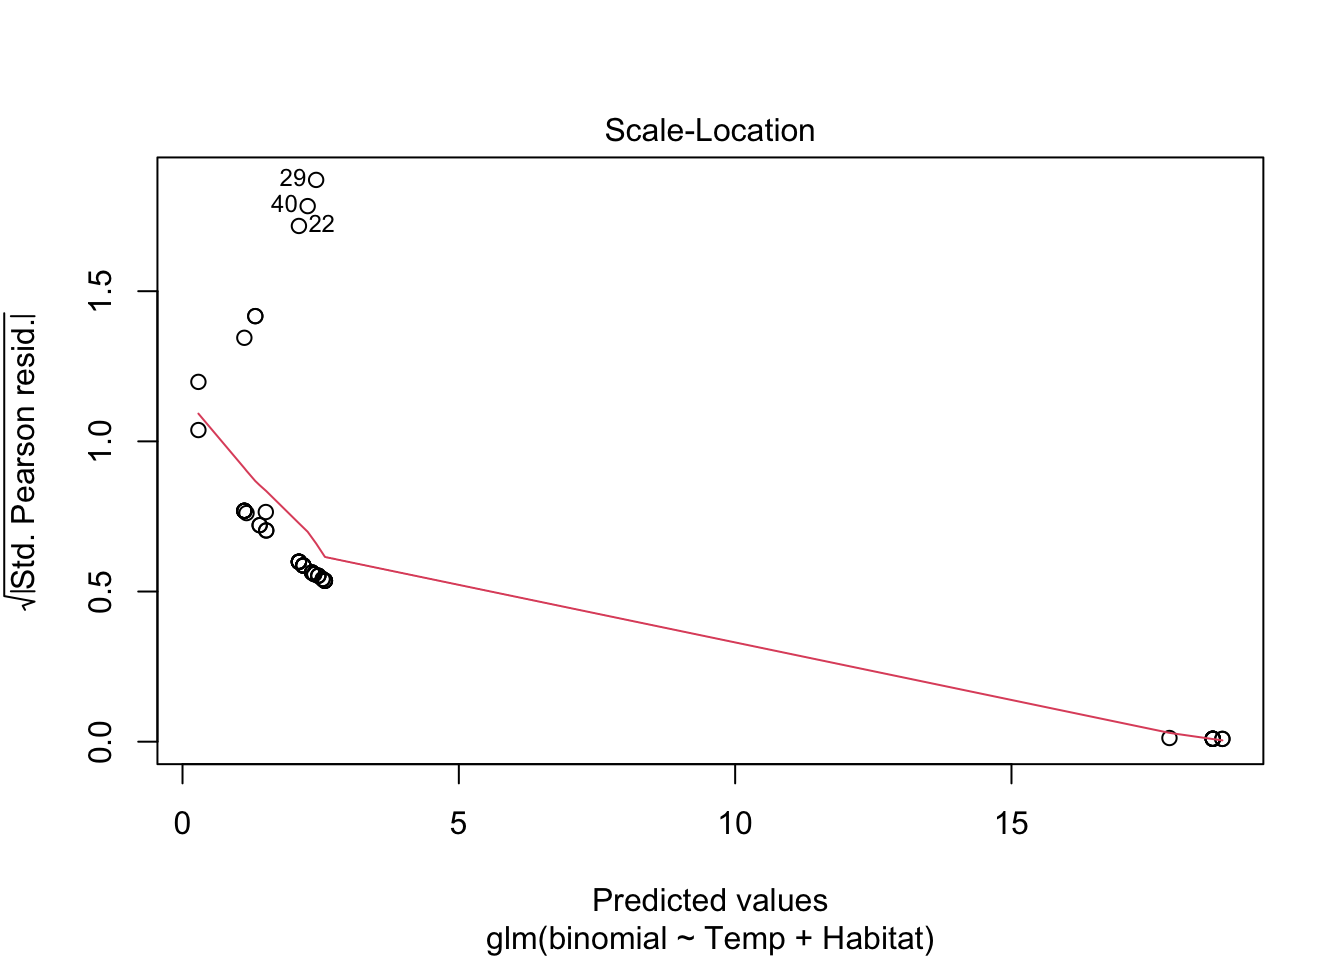 Scale-Location
29
40
22
√|Std. Pearson resid.|
1.5
1.0
0.5
0.0
0 5 10 15
Predicted values
glm(binomial ~ Temp + Habitat)